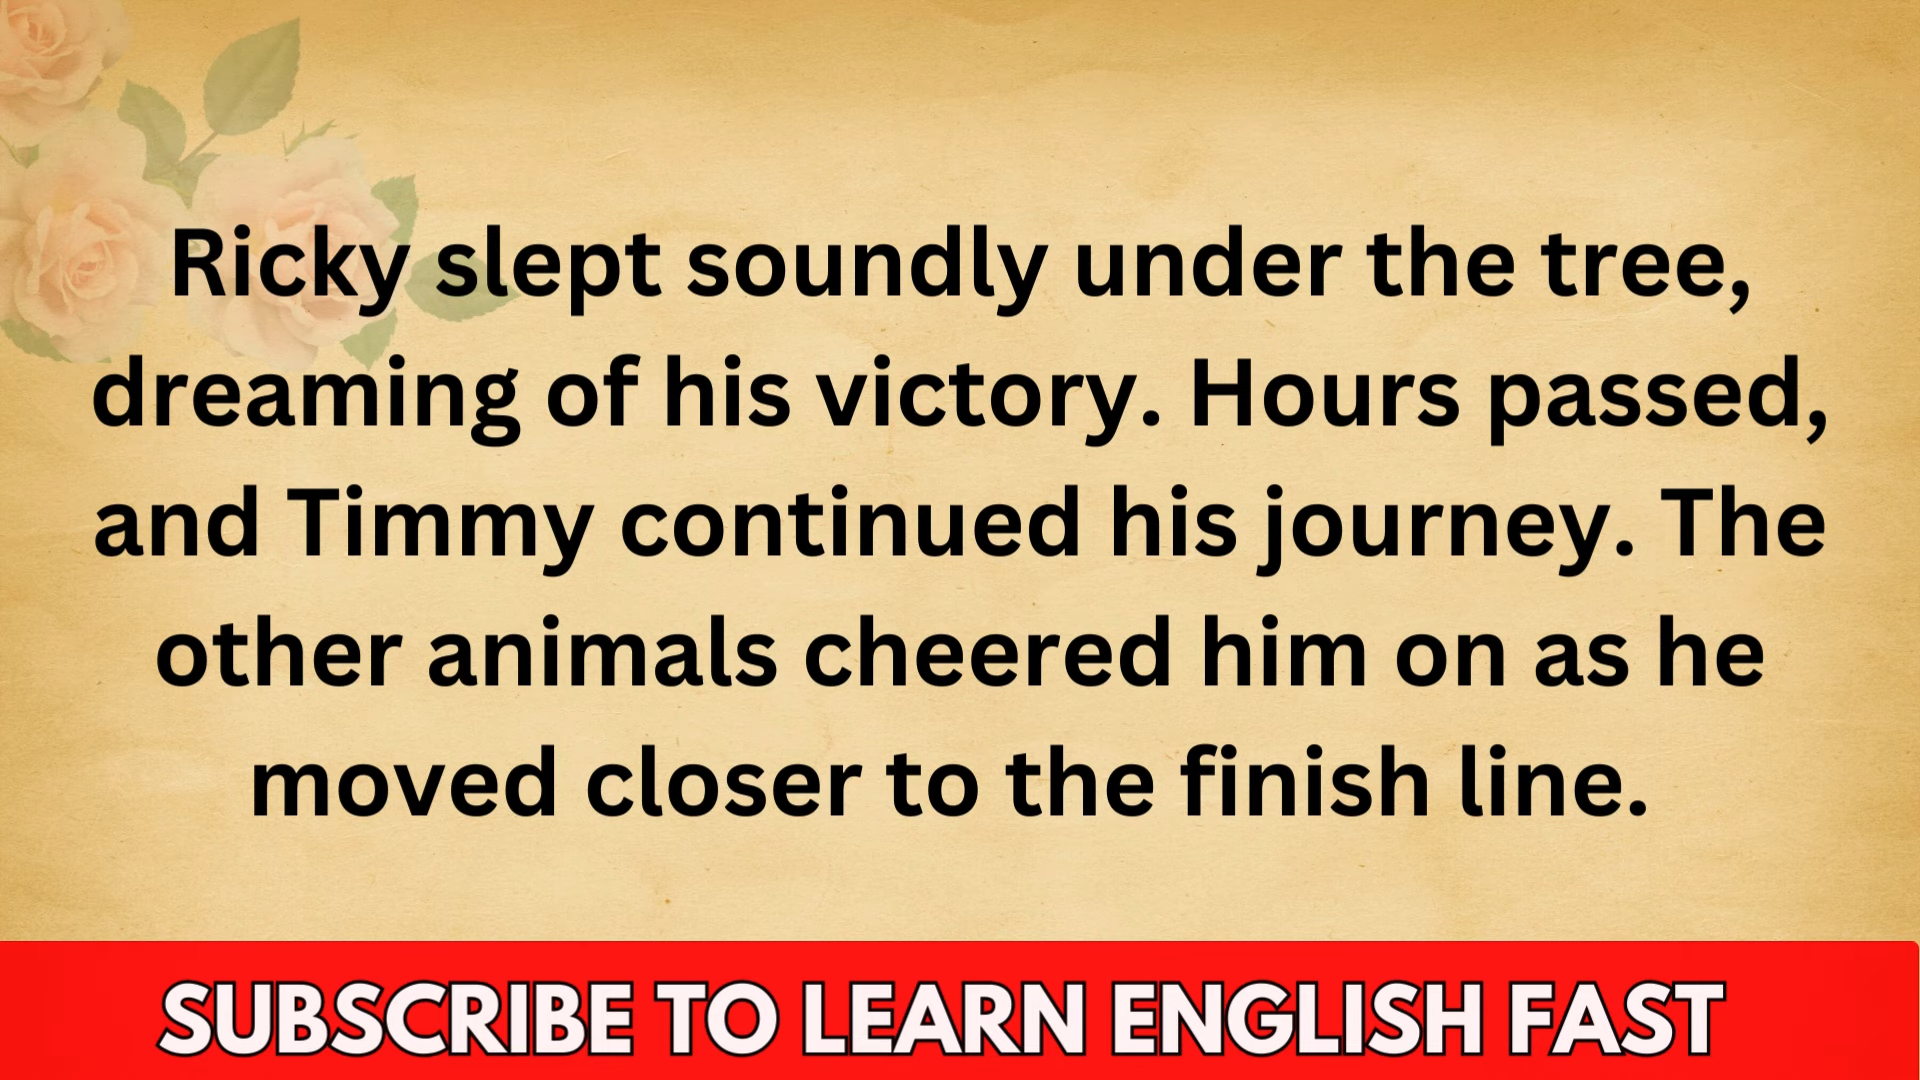 Ricky slept soundly under the tree,
dreaming of his victory. Hours passed,
and Timmy continued his journey. The
other animals cheered him on as he
moved closer to the finish line.
SUBSCRIBE TO LEARN ENGLISH FAST